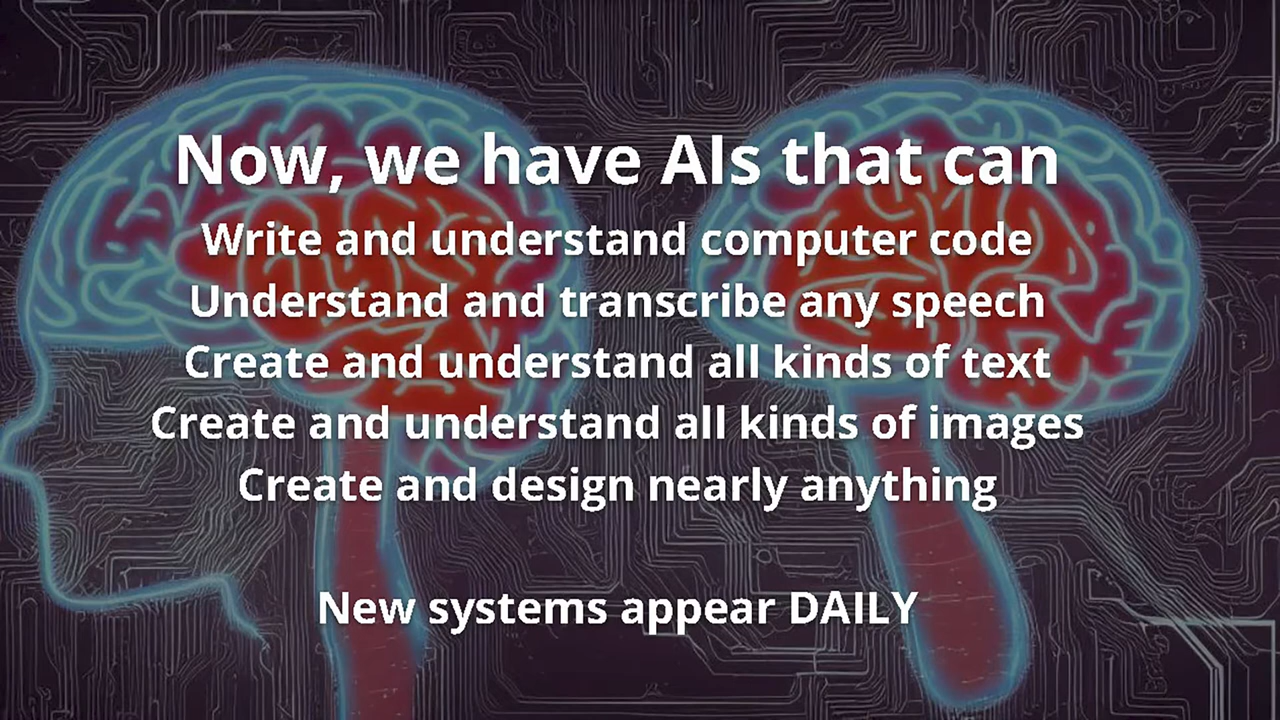 Now, we have AIs that can
Write and understand computer code
Understand and transcribe any speech
Create and understand all kinds of text
Create and understand all kinds of images
Create and design nearly anything
New systems appear DAILY